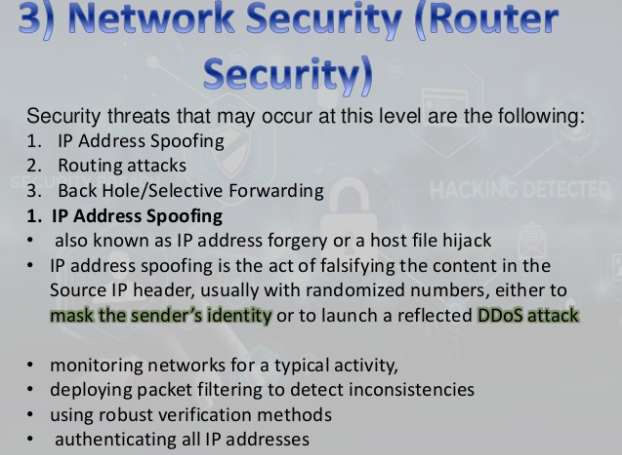 3) Network Security (Router
Security)
Security threats that may occur at this level are the following:
1. IP Address Spoofing
2. Routing attacks
3. Back Hole/Selective Forwarding
HACKING DETECTED
1. IP Address Spoofing
• also known as IP address forgery or a host file hijack
• IP address spoofing is the act of falsifying the content in the
Source IP header, usually with randomized numbers, either to
mask the sender's identity or to launch a reflected DDoS attack
• monitoring networks for a typical activity,
• deploying packet filtering to detect inconsistencies
• using robust verification methods
• authenticating all IP addresses